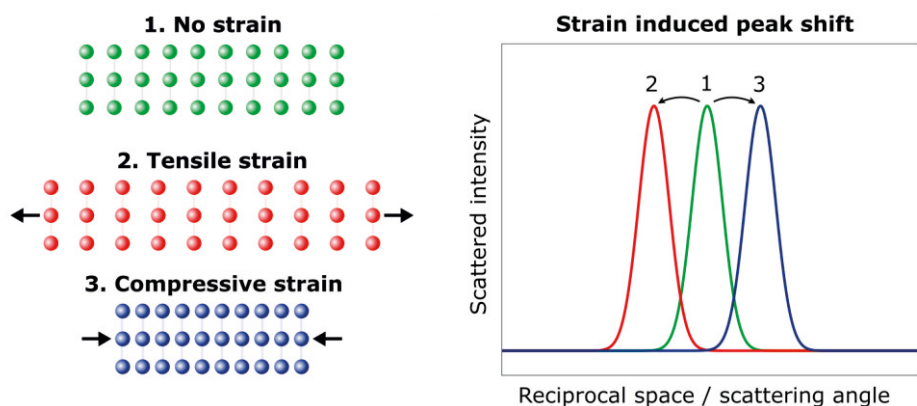 1. No strain
2. Tensile strain
3. Compressive strain
Strain induced peak shift
2 1 3
Scattered intensity
Reciprocal space / scattering angle